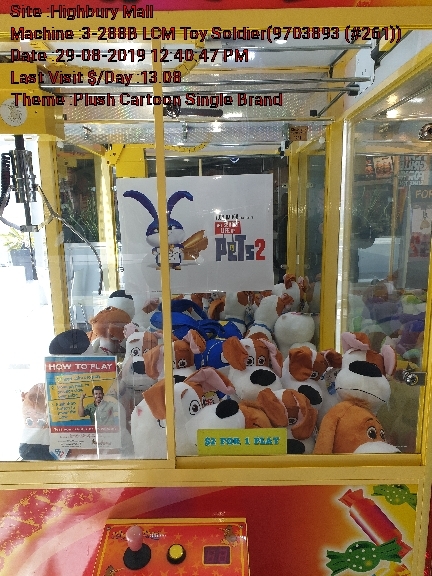 Site :Highbury Mall
Machine :3-288B LCM Toy Soldier(9703893 (#261))
Date :29-08-2019 12:40:47 PM
Last Visit $/Day :13.08
Theme :Plush Cartoon Single Brand
PETS2
HOW TO PLAY
$2 FOR 1 PLAY